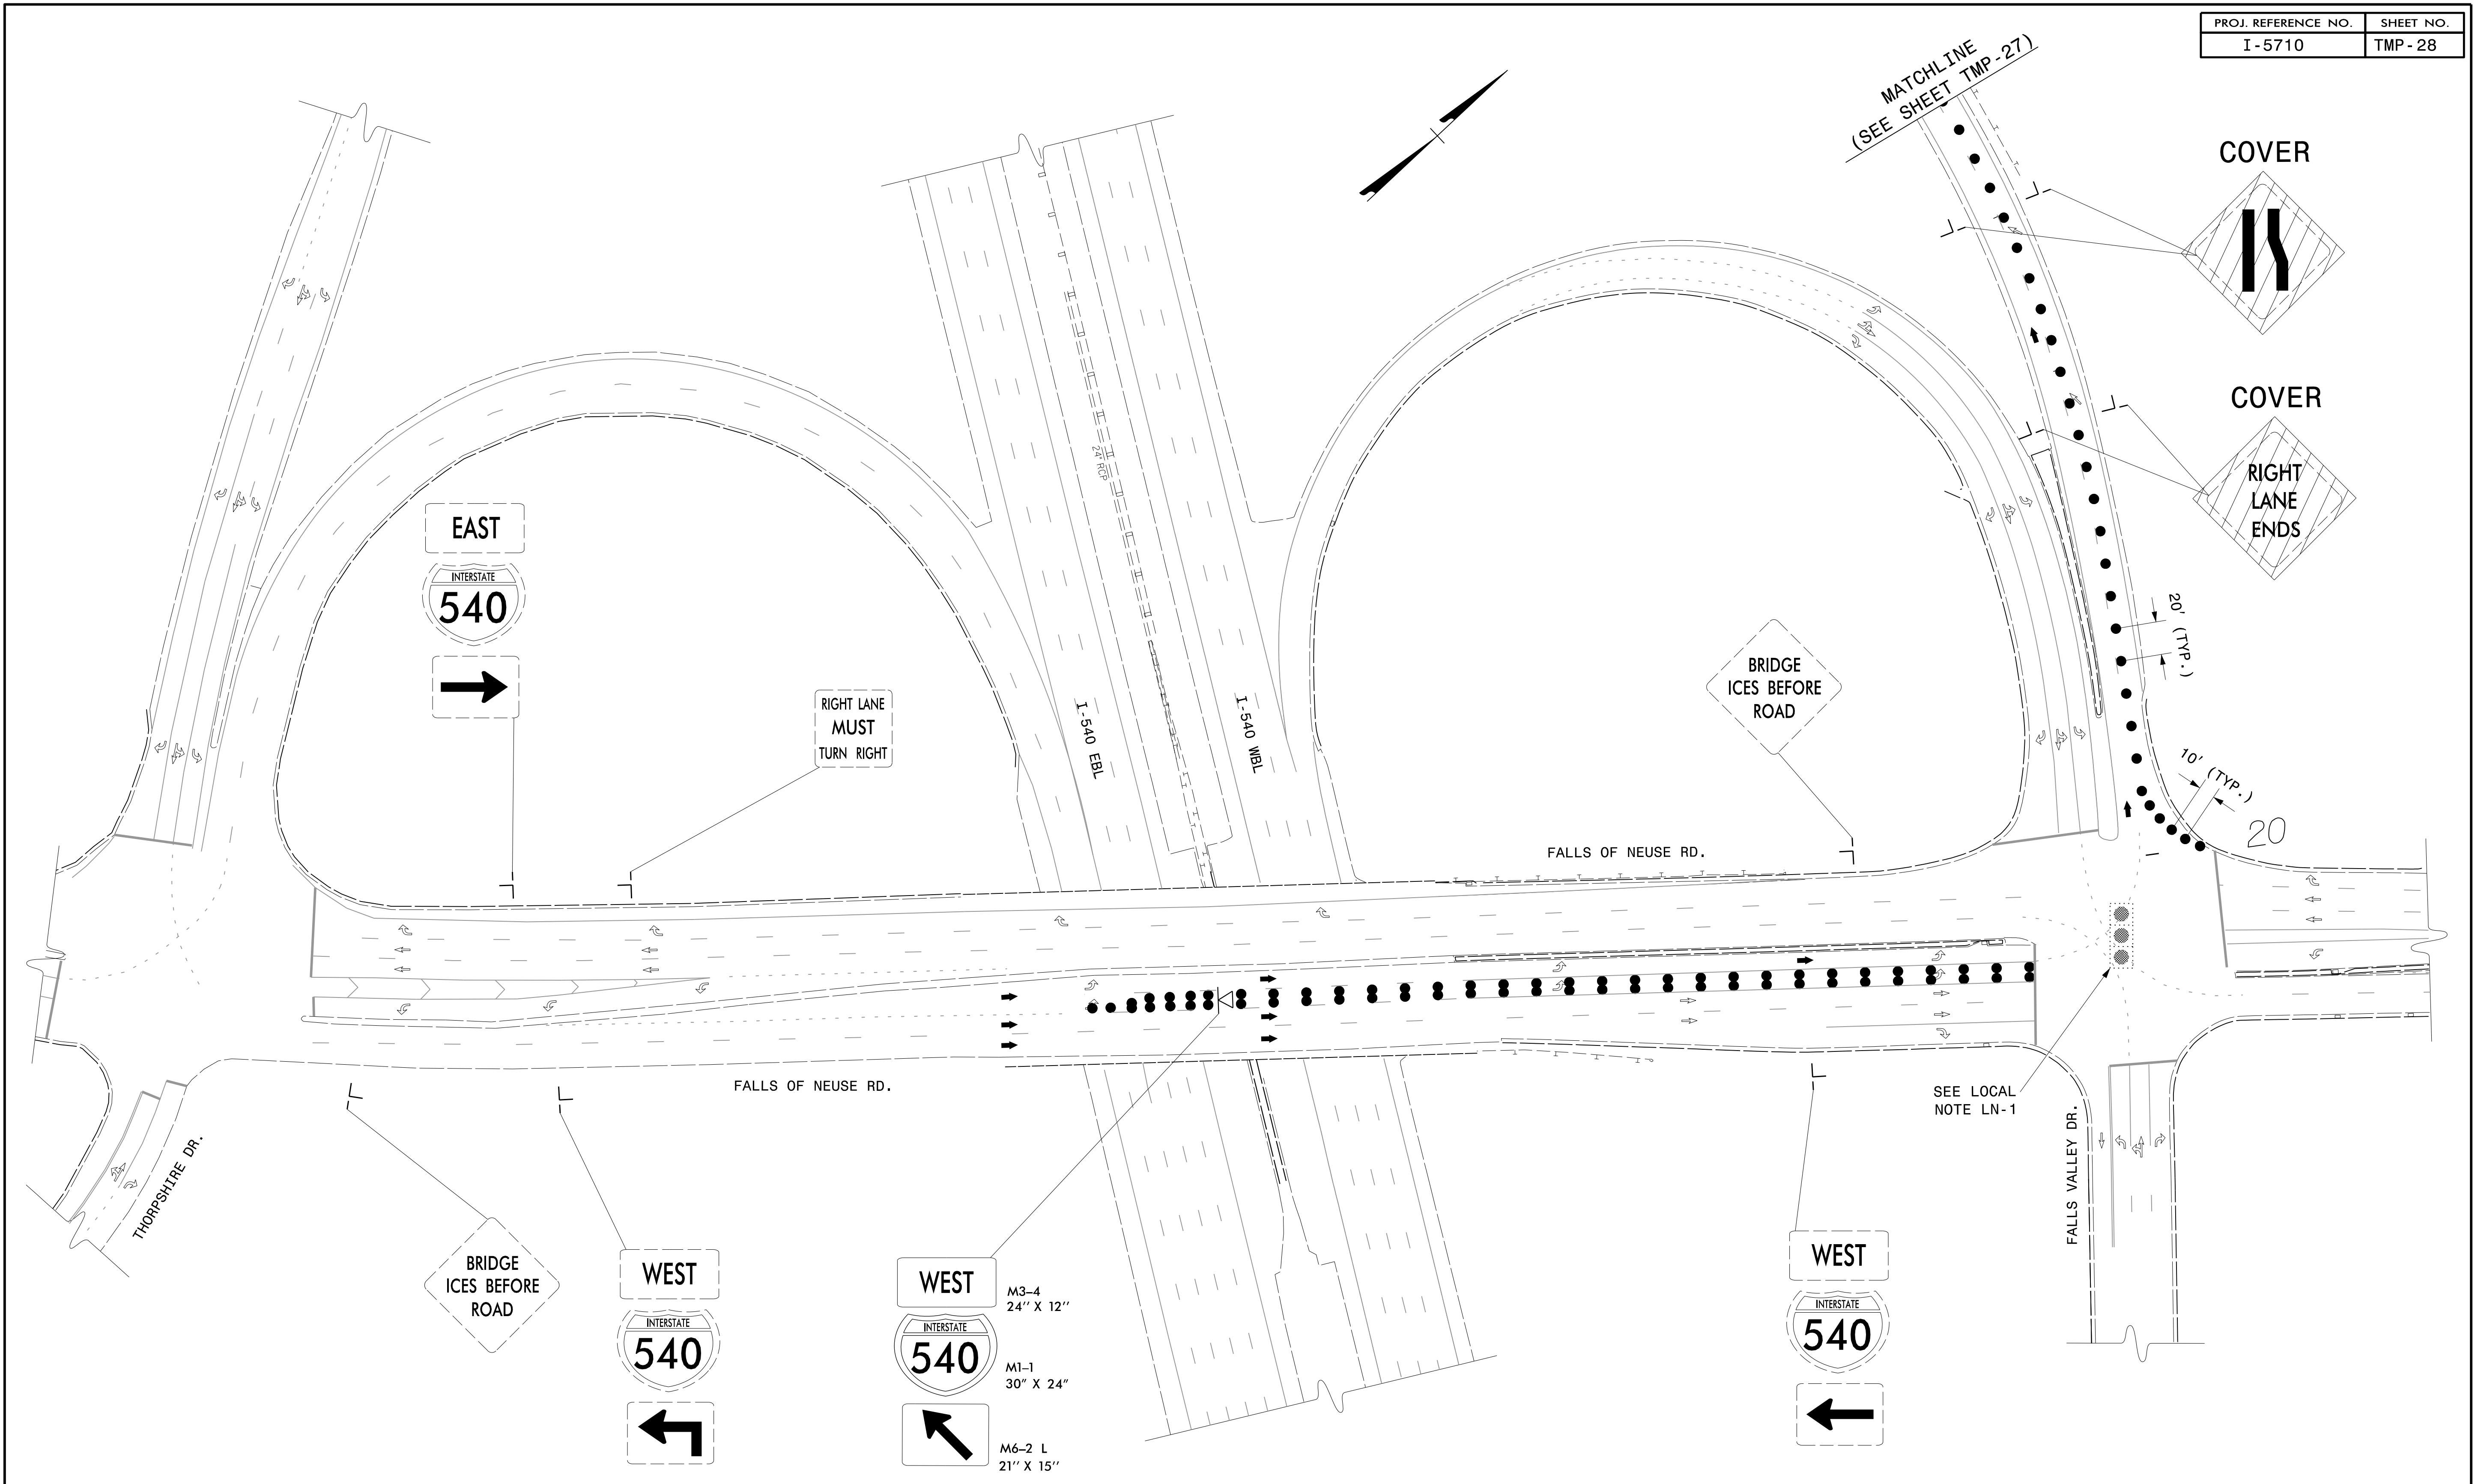 PROJ. REFERENCE NO.
SHEET NO.
I-5710
TMP-28
MATCHLINE
(SEE SHEET TMP-27)
COVER
COVER
RIGHT
LANE
ENDS
EAST
INTERSTATE
540
RIGHT LANE
MUST
TURN RIGHT
24" RCP
I-540 EBL
I-540 WBL
BRIDGE
ICES BEFORE
ROAD
20' (TYP.)
10' (TYP.)
20
FALLS OF NEUSE RD.
FALLS OF NEUSE RD.
SEE LOCAL
NOTE LN-1
THORPSHIRE DR.
FALLS VALLEY DR.
BRIDGE
ICES BEFORE
ROAD
WEST
INTERSTATE
540
WEST
M3-4
24'' X 12''
INTERSTATE
540
M1-1
30" X 24"
M6-2 L
21'' X 15''
WEST
INTERSTATE
540